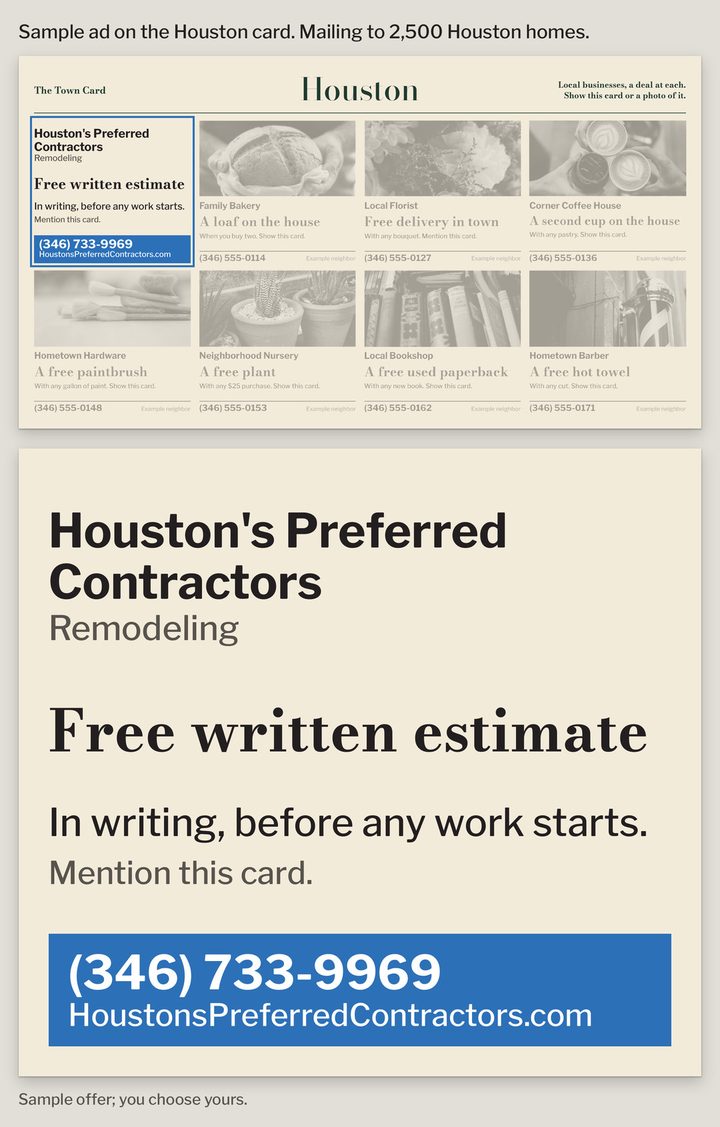 Sample ad on the Houston card. Mailing to 2,500 Houston homes.
The Town Card
Houston
Local businesses, a deal at each.
Show this card or a photo of it.
Houston's Preferred
Contractors
Remodeling
Free written estimate
In writing, before any work starts.
Mention this card.
(346) 733-9969
HoustonsPreferredContractors.com
Family Bakery
A loaf on the house
When you buy two. Show this card.
(346) 555-0114
Example neighbor
Local Florist
Free delivery in town
With any bouquet. Mention this card.
(346) 555-0127
Example neighbor
Corner Coffee House
A second cup on the house
With any pastry. Show this card.
(346) 555-0136
Example neighbor
Hometown Hardware
A free paintbrush
With any gallon of paint. Show this card.
(346) 555-0148
Example neighbor
Neighborhood Nursery
A free plant
With any $25 purchase. Show this card.
(346) 555-0153
Example neighbor
Local Bookshop
A free used paperback
With any new book. Show this card.
(346) 555-0162
Example neighbor
Hometown Barber
A free hot towel
With any cut. Show this card.
(346) 555-0171
Example neighbor
Houston's Preferred
Contractors
Remodeling
Free written estimate
In writing, before any work starts.
Mention this card.
(346) 733-9969
HoustonsPreferredContractors.com
Sample offer; you choose yours.